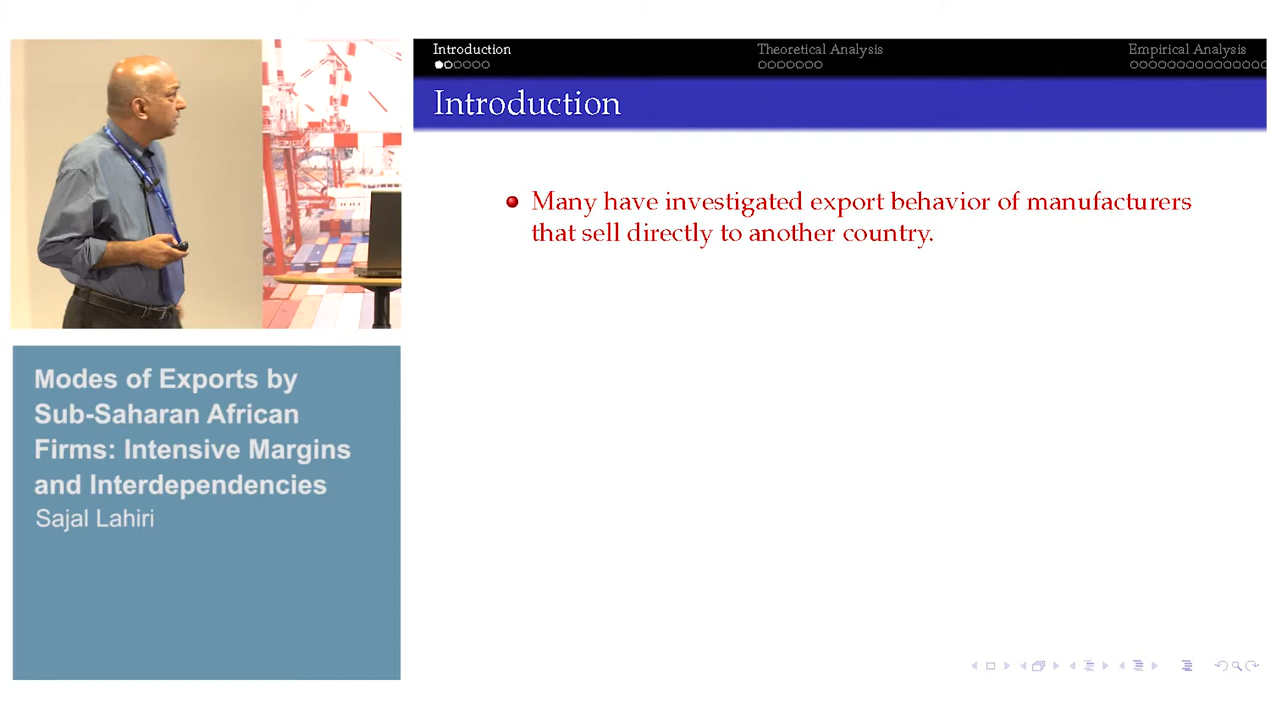 Introduction
Theoretical Analysis
Empirical Analysis
Introduction
Many have investigated export behavior of manufacturers
that sell directly to another country.
Modes of Exports by
Sub-Saharan African
Firms: Intensive Margins
and Interdependencies
Sajal Lahiri